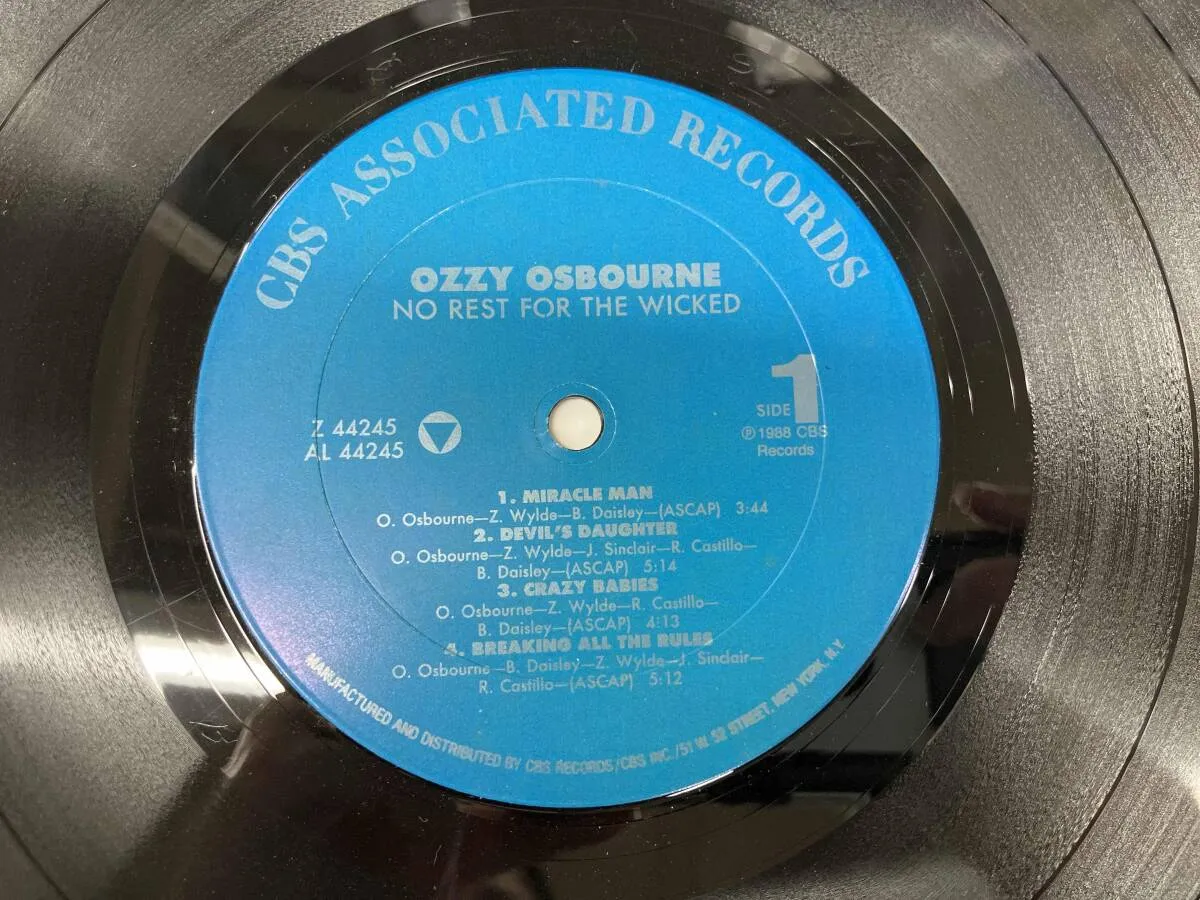 CBS ASSOCIATED RECORDS
OZZY OSBOURNE
NO REST FOR THE WICKED
Z 44245
AL 44245
SIDE 1
℗ 1988 CBS
Records
1. MIRACLE MAN
O. Osbourne—Z. Wylde—B. Daisley—(ASCAP) 3:44
2. DEVIL'S DAUGHTER
O. Osbourne—Z. Wylde—J. Sinclair—R. Castillo—
B. Daisley—(ASCAP) 5:14
3. CRAZY BABIES
O. Osbourne—Z. Wylde—R. Castillo—
B. Daisley—(ASCAP) 4:13
4. BREAKING ALL THE RULES
O. Osbourne—B. Daisley—Z. Wylde—J. Sinclair—
R. Castillo—(ASCAP) 5:12
MANUFACTURED AND DISTRIBUTED BY CBS RECORDS/CBS INC./51 W. 52 STREET, NEW YORK, N.Y.